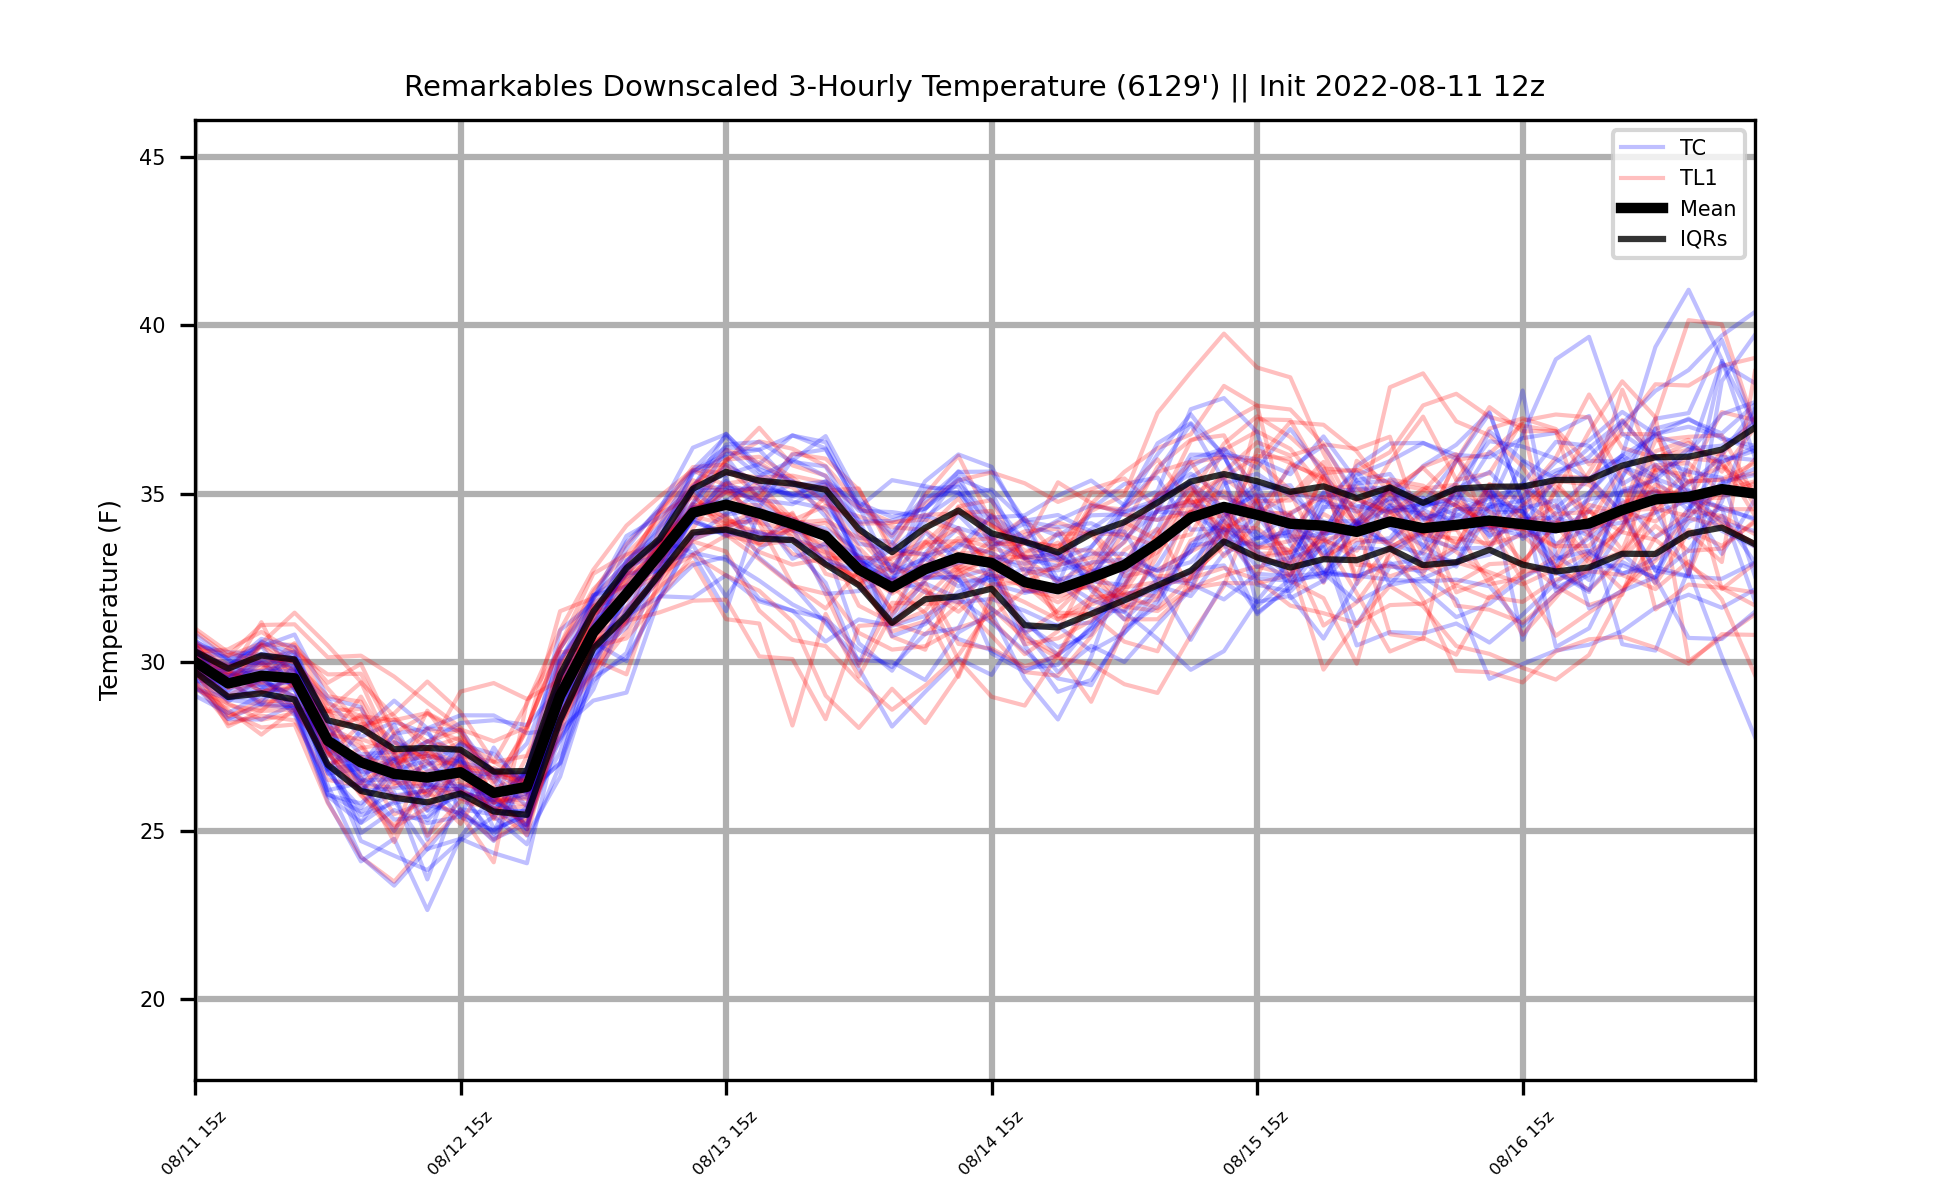 Remarkables Downscaled 3-Hourly Temperature (6129') || Init 2022-08-11 12z
TC
TL1
Mean
IQRs
Temperature (F)
45
40
35
30
25
20
08/11 15z
08/12 15z
08/13 15z
08/14 15z
08/15 15z
08/16 15z